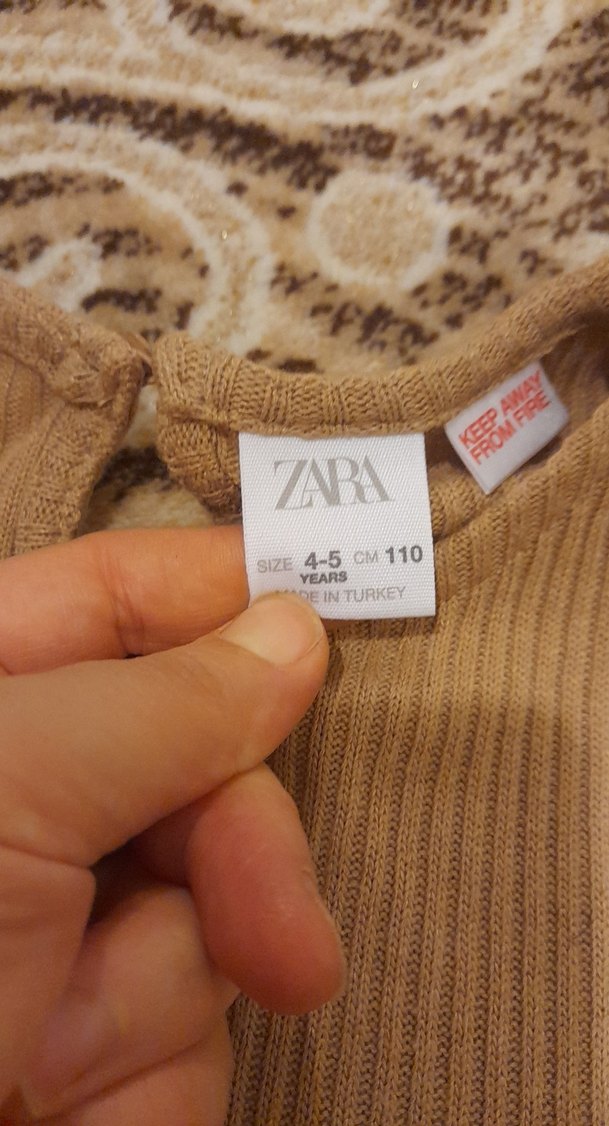 ZARA
SIZE 4-5 CM 110
YEARS
MADE IN TURKEY
KEEP AWAY
FROM FIRE